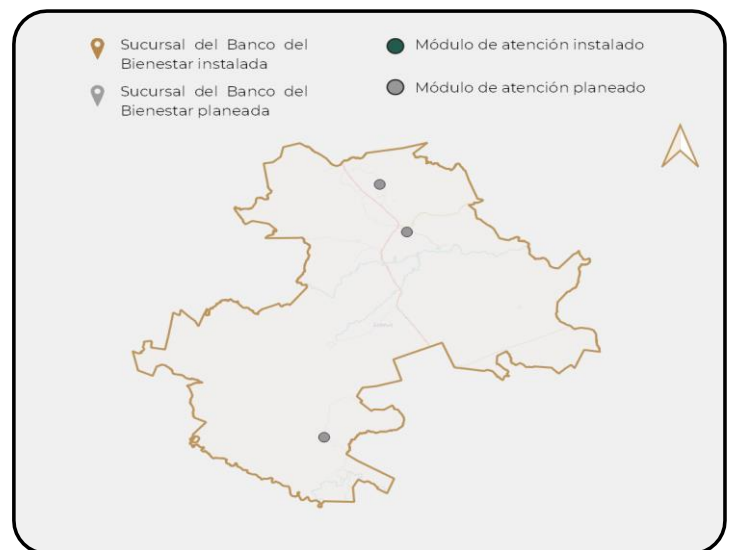 Sucursal del Banco del
Bienestar instalada
Sucursal del Banco del
Bienestar planeada
Módulo de atención instalado
Módulo de atención planeado